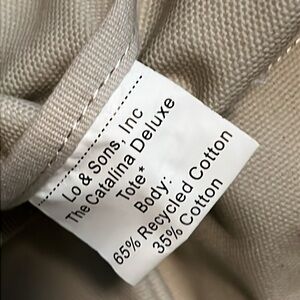 Lo & Sons, Inc
The Catalina Deluxe
Tote*
Body:
65% Recycled Cotton
35% Cotton